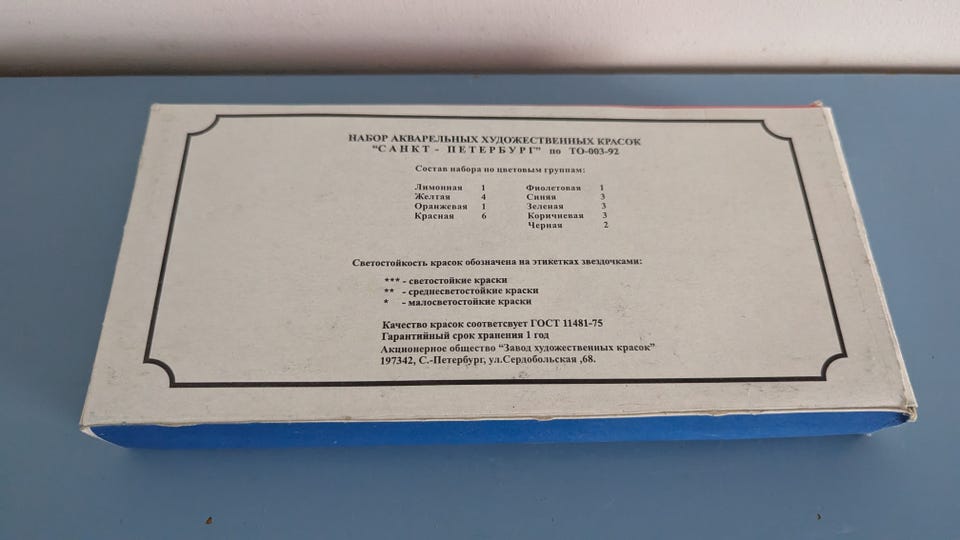 НАБОР АКВАРЕЛЬНЫХ ХУДОЖЕСТВЕННЫХ КРАСОК
"САНКТ - ПЕТЕРБУРГ" по ТО-003-92
Состав набора по цветовым группам:
Лимонная 1 Фиолетовая 1
Желтая 4 Синяя 3
Оранжевая 1 Зеленая 3
Красная 6 Коричневая 3
Черная 2
Светостойкость красок обозначена на этикетках звездочками:
*** - светостойкие краски
** - среднесветостойкие краски
* - малосветостойкие краски
Качество красок соответсвует ГОСТ 11481-75
Гарантийный срок хранения 1 год
Акционерное общество "Завод художественных красок"
197342, С.-Петербург, ул.Сердобольская ,68.